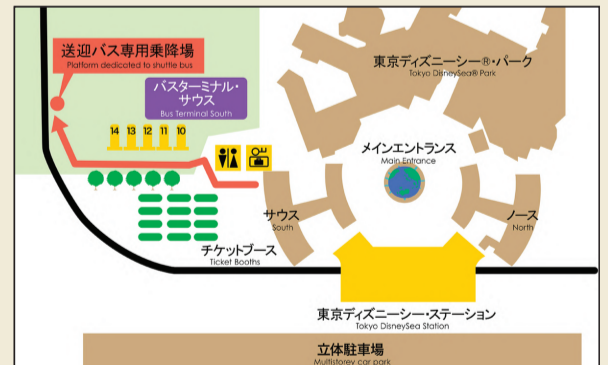 送迎バス専用乗降場
Platform dedicated to shuttle bus
バスターミナル・
サウス
Bus Terminal South
14 13 12 11 10
東京ディズニーシー®・パーク
Tokyo DisneySea® Park
メインエントランス
Main Entrance
サウス
South
ノース
North
チケットブース
Ticket Booths
東京ディズニーシー・ステーション
Tokyo DisneySea Station
立体駐車場
Multistorey car park